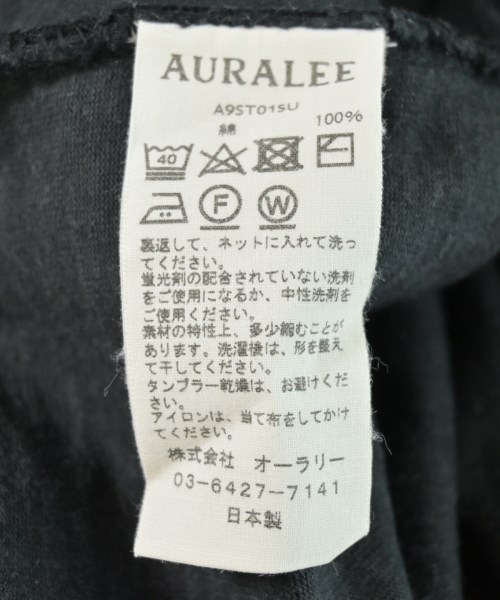 AURALEE
A9ST01SU
綿 100%
40
F W
裏返して、ネットに入れて洗っ
てください。
蛍光剤の配合されていない洗剤
をご使用になるか、中性洗剤を
ご使用ください。
素材の特性上、多少縮むことが
あります。洗濯後は、形を整え
て干してください。
タンブラー乾燥は、お避けくだ
さい。
アイロンは、当て布をしてかけ
てください。
株式会社 オーラリー
03-6427-7141
日本製